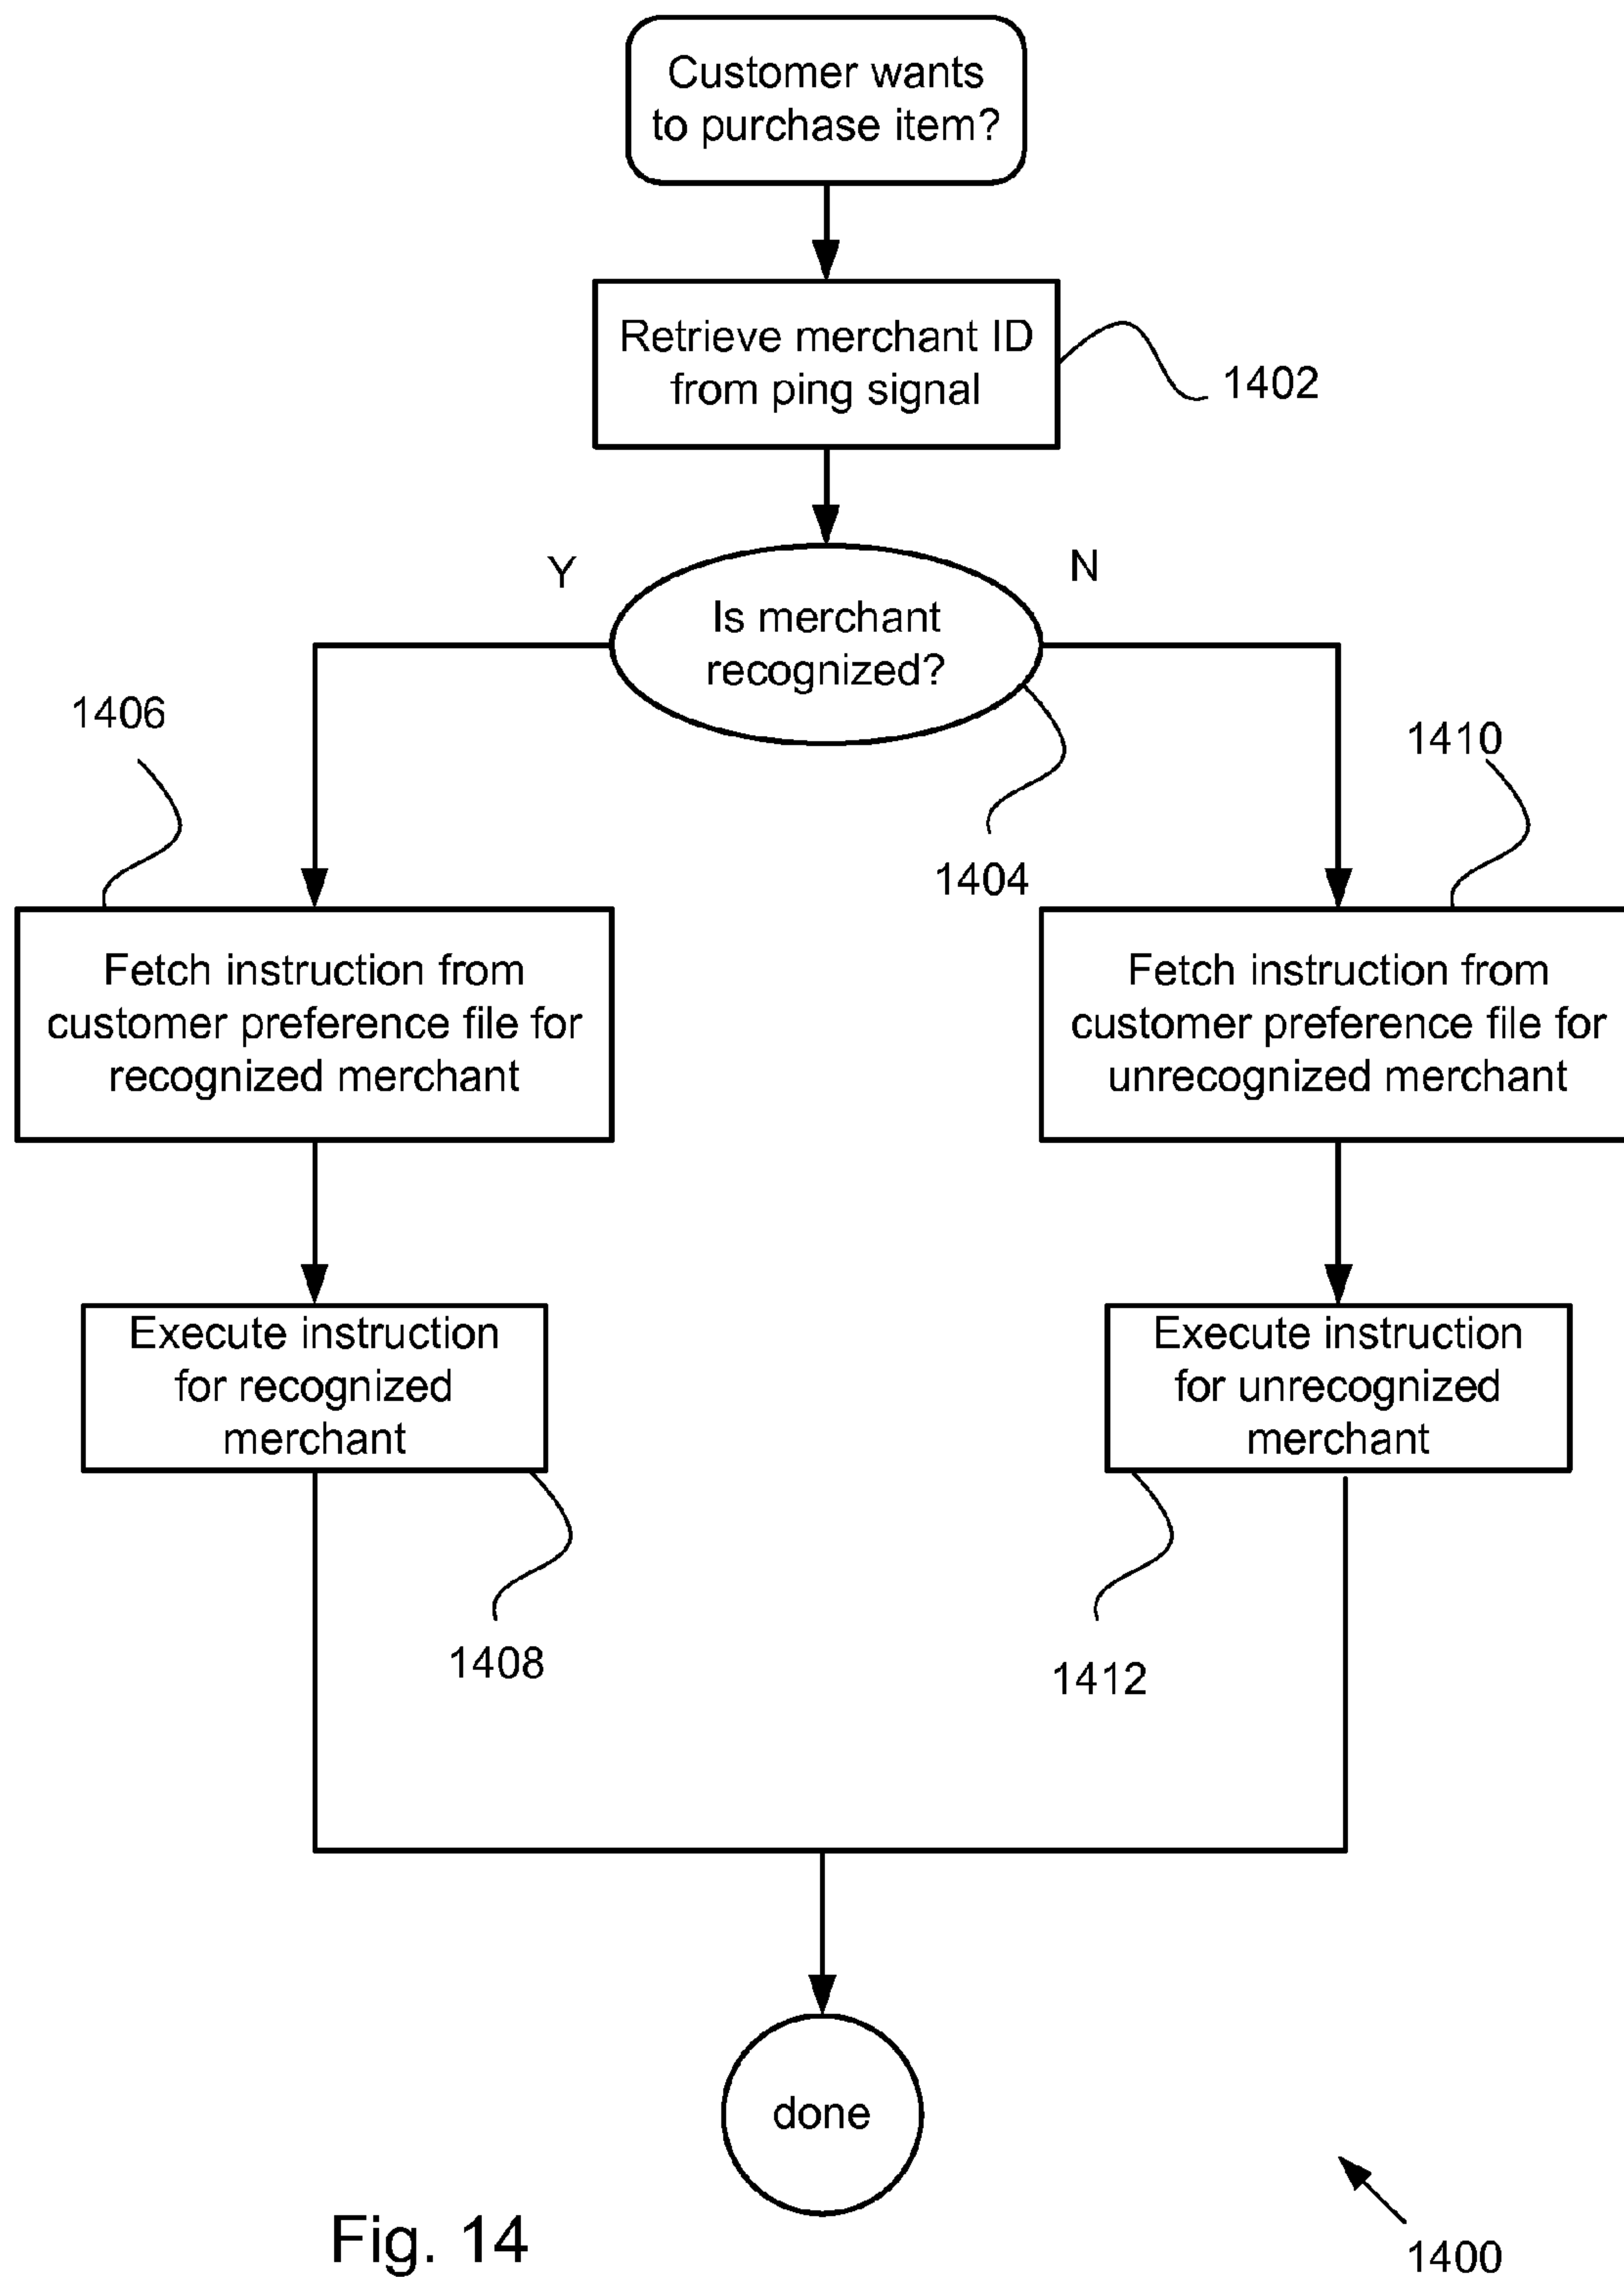 Customer wants
to purchase item?
Retrieve merchant ID
from ping signal
1402
Y
N
Is merchant
recognized?
1404
1406
1410
Fetch instruction from
customer preference file for
recognized merchant
Fetch instruction from
customer preference file for
unrecognized merchant
Execute instruction
for recognized
merchant
Execute instruction
for unrecognized
merchant
1408
1412
done
Fig. 14
1400